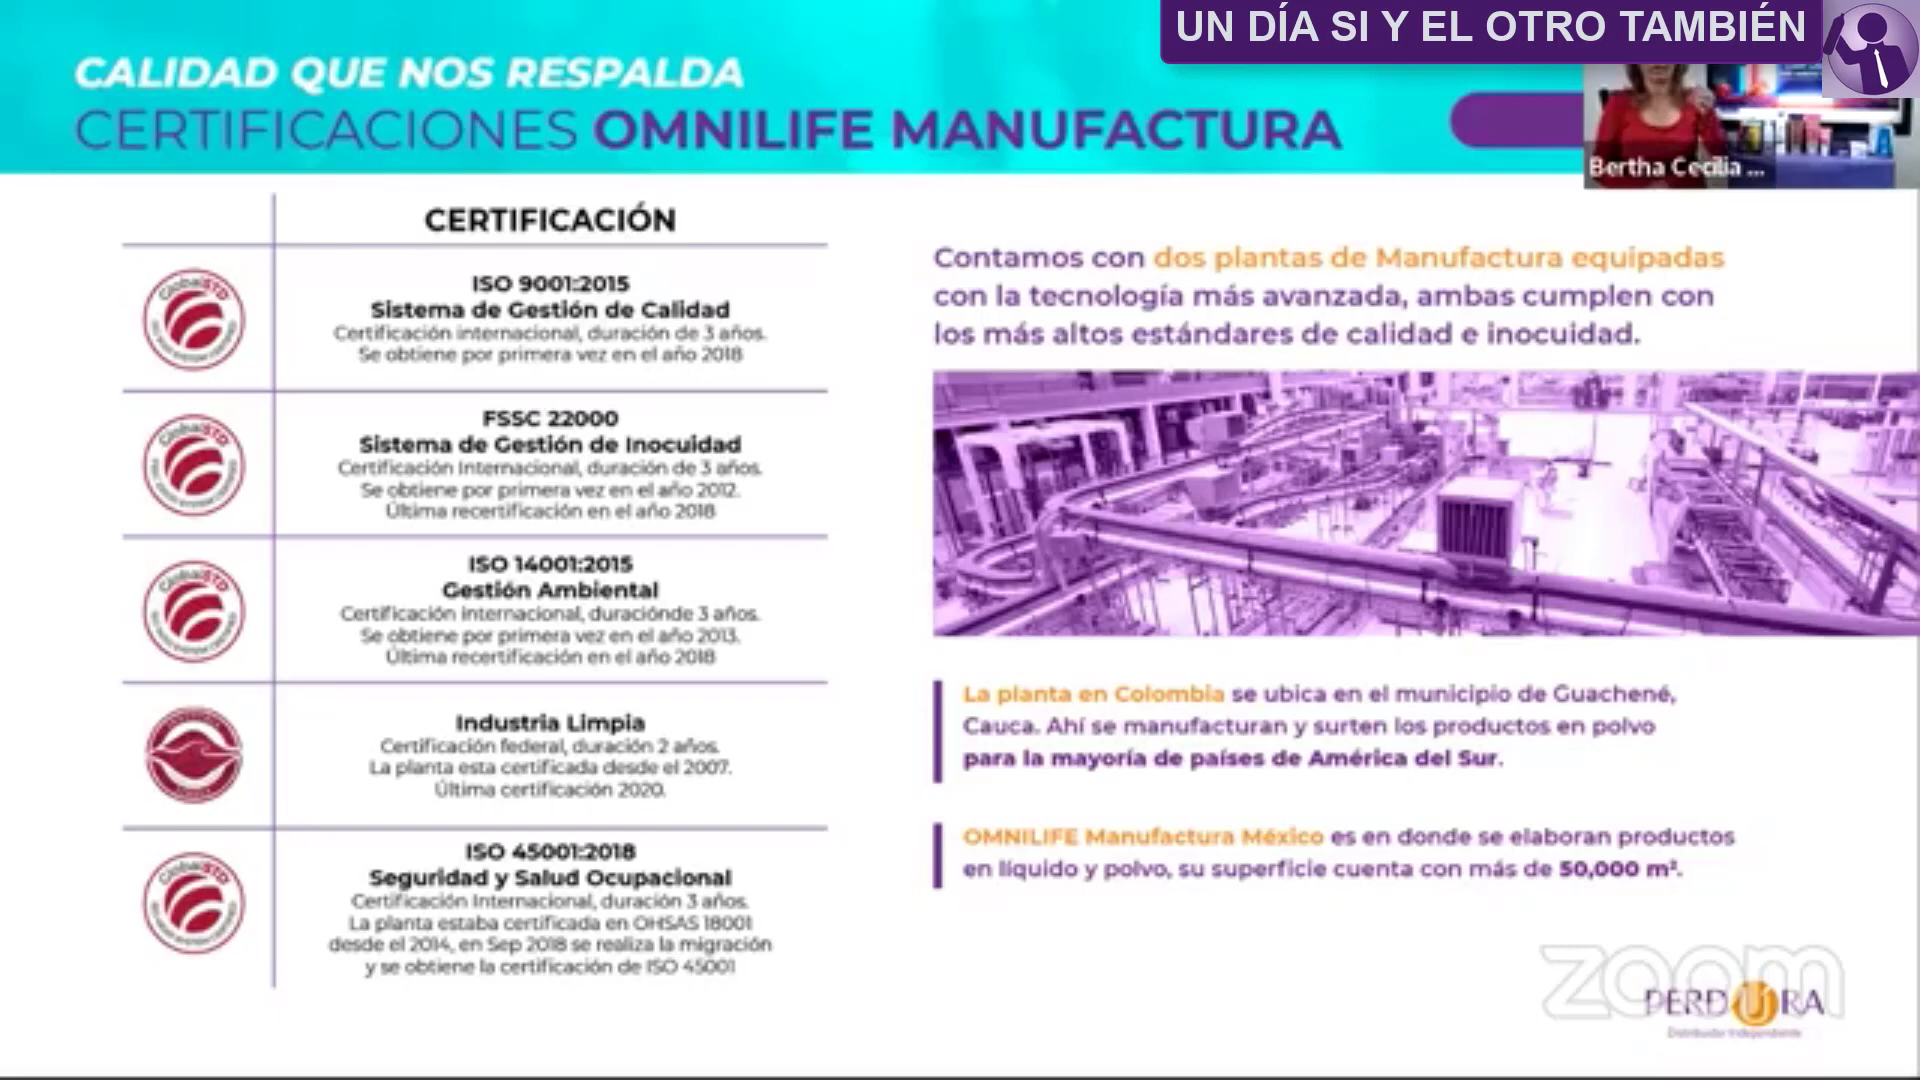 UN DÍA SI Y EL OTRO TAMBIÉN
CALIDAD QUE NOS RESPALDA
CERTIFICACIONES OMNILIFE MANUFACTURA
Bertha Cecilia ...
CERTIFICACIÓN
GlobalSTD
ISO 9001:2015
Sistema de Gestión de Calidad
Certificación internacional, duración de 3 años.
Se obtiene por primera vez en el año 2018
GlobalSTD
FSSC 22000
Sistema de Gestión de Inocuidad
Certificación Internacional, duración de 3 años.
Se obtiene por primera vez en el año 2012.
Última recertificación en el año 2018
GlobalSTD
ISO 14001:2015
Gestión Ambiental
Certificación internacional, duraciónde 3 años.
Se obtiene por primera vez en el año 2013.
Última recertificación en el año 2018
Industria Limpia
Certificación federal, duración 2 años.
La planta esta certificada desde el 2007.
Última certificación 2020.
GlobalSTD
ISO 45001:2018
Seguridad y Salud Ocupacional
Certificación Internacional, duración 3 años.
La planta estaba certificada en OHSAS 18001
desde el 2014, en Sep 2018 se realiza la migración
y se obtiene la certificación de ISO 45001
Contamos con dos plantas de Manufactura equipadas
con la tecnología más avanzada, ambas cumplen con
los más altos estándares de calidad e inocuidad.
La planta en Colombia se ubica en el municipio de Guachené,
Cauca. Ahí se manufacturan y surten los productos en polvo
para la mayoría de países de América del Sur.
OMNILIFE Manufactura México es en donde se elaboran productos
en líquido y polvo, su superficie cuenta con más de 50,000 m².
zoom
PERDURA
Distribuidor Independiente